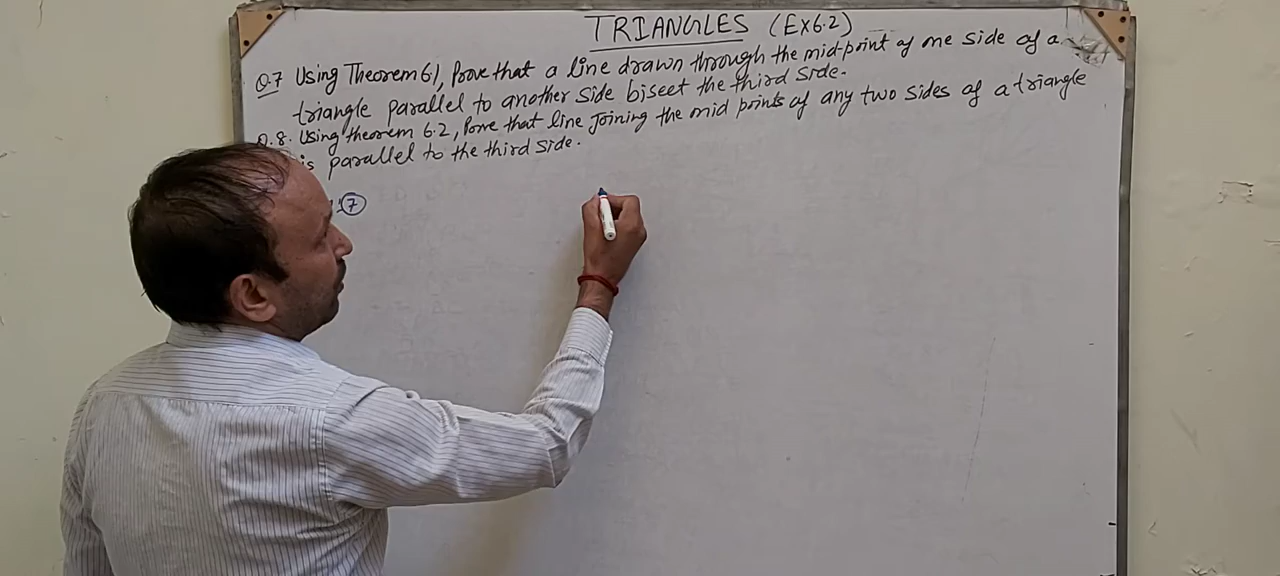 TRIANGLES (Ex6.2)
Q.7 Using Theorem 6.1, Prove that a line drawn through the mid-point of one side of a
triangle parallel to another side bisect the third side.
Q.8. Using theorem 6.2, Prove that line joining the mid points of any two sides of a triangle
is parallel to the third side.
7